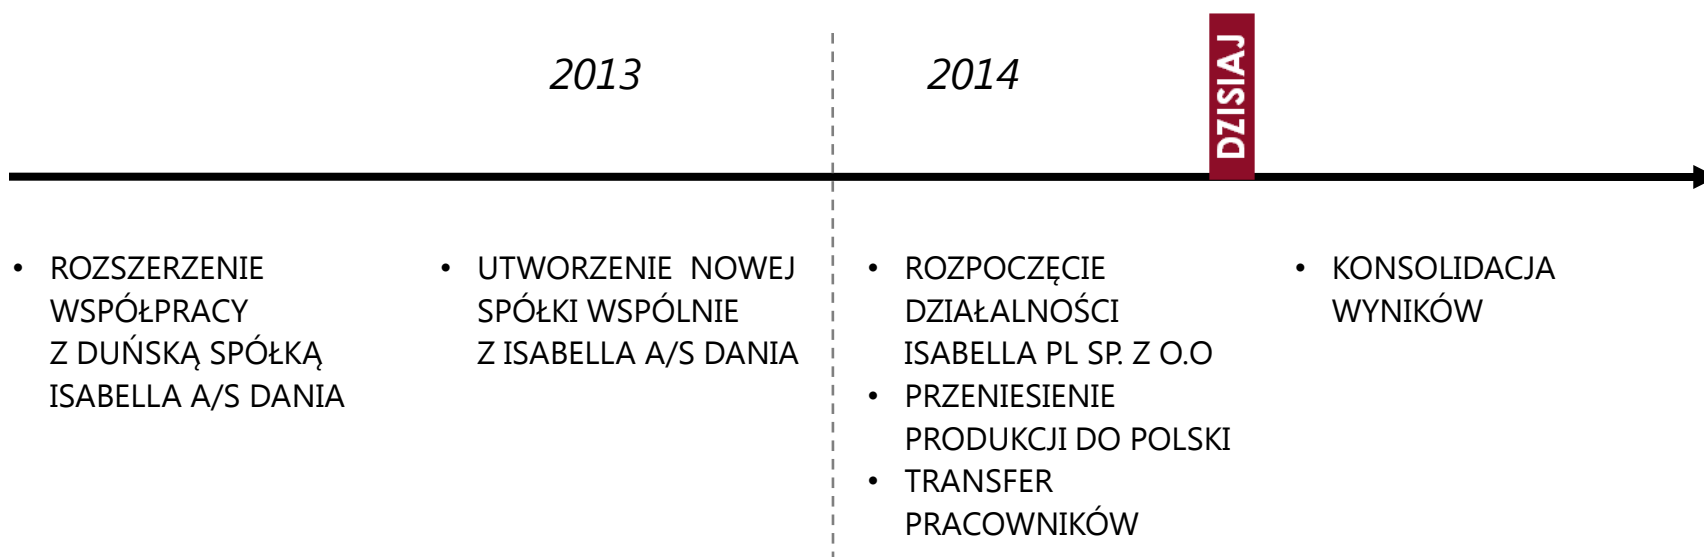 2013
2014
DZISIAJ
• ROZSZERZENIE
WSPÓŁPRACY
Z DUŃSKĄ SPÓŁKĄ
ISABELLA A/S DANIA
• UTWORZENIE NOWEJ
SPÓŁKI WSPÓLNIE
Z ISABELLA A/S DANIA
• ROZPOCZĘCIE
DZIAŁALNOŚCI
ISABELLA PL SP. Z O.O
• PRZENIESIENIE
PRODUKCJI DO POLSKI
• TRANSFER
PRACOWNIKÓW
• KONSOLIDACJA
WYNIKÓW